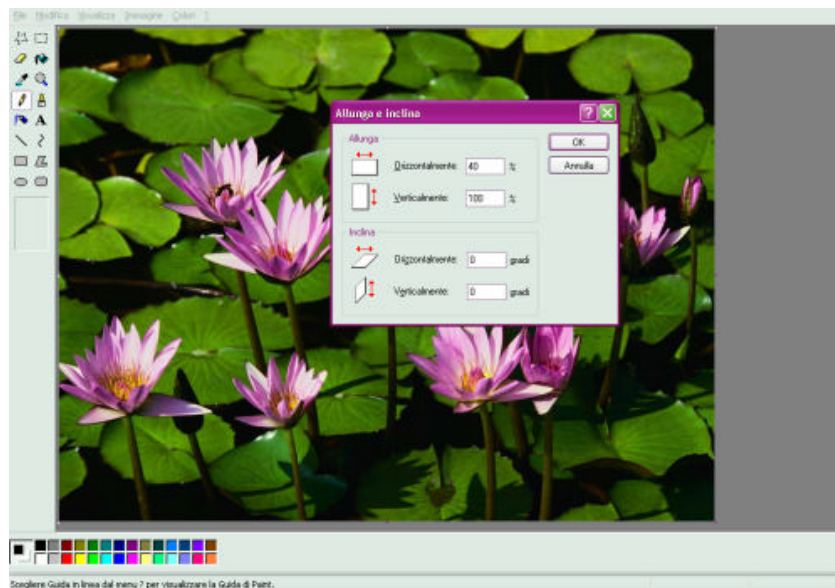 File Modifica Visualizza Immagine Colori ?
A
Allunga e inclina
?
X
Allunga
Orizzontalmente: 40 %
Verticalmente: 100 %
OK
Annulla
Inclina
Orizzontalmente: 0 gradi
Verticalmente: 0 gradi
Scegliere Guida in linea dal menu ? per visualizzare la Guida di Paint.